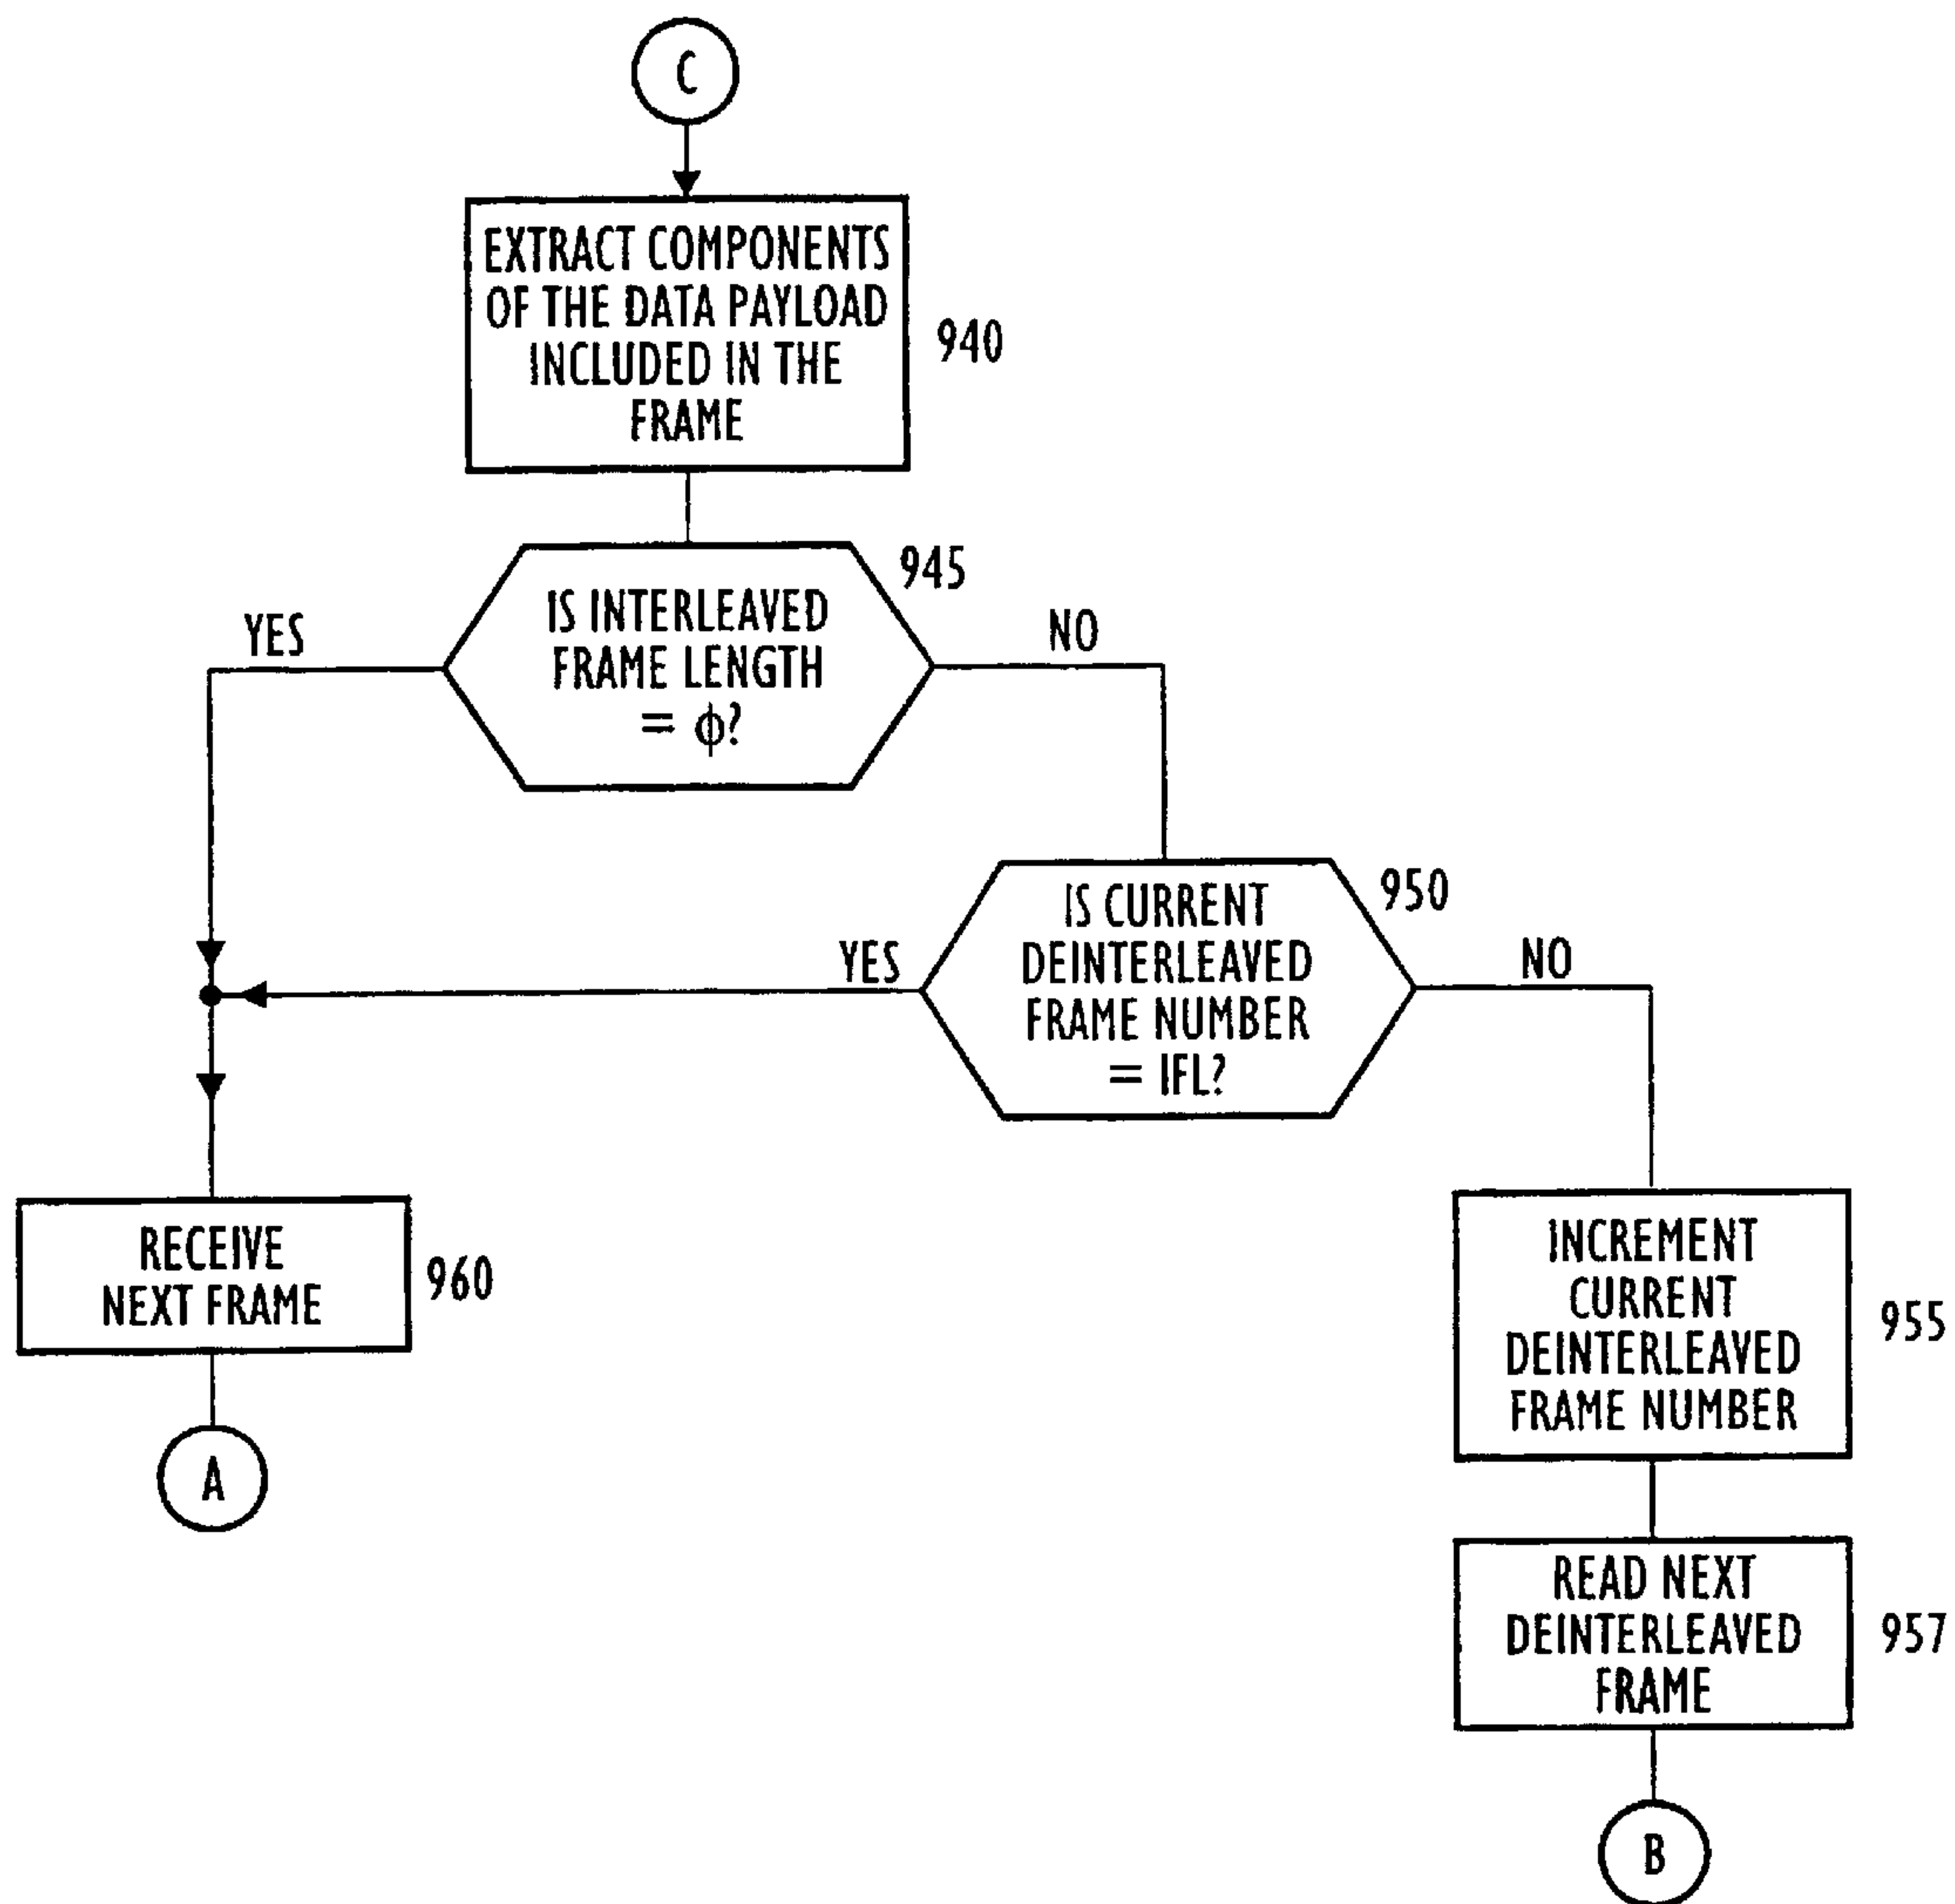 C
EXTRACT COMPONENTS
OF THE DATA PAYLOAD
INCLUDED IN THE
FRAME
940
945
IS INTERLEAVED
FRAME LENGTH
= ϕ?
YES
NO
950
IS CURRENT
DEINTERLEAVED
FRAME NUMBER
= IFL?
YES
NO
RECEIVE
NEXT FRAME
960
A
INCREMENT
CURRENT
DEINTERLEAVED
FRAME NUMBER
955
READ NEXT
DEINTERLEAVED
FRAME
957
B